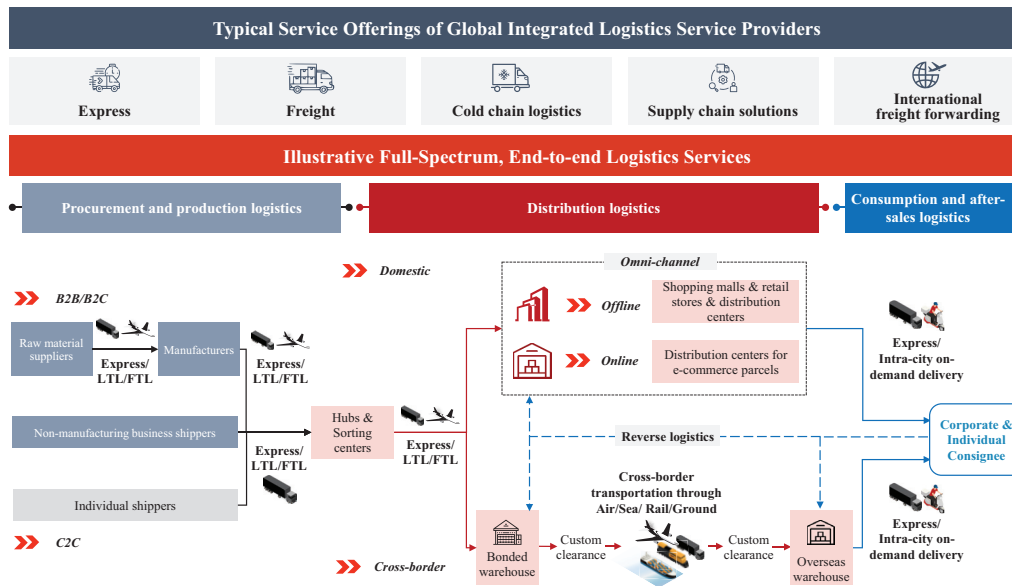 Typical Service Offerings of Global Integrated Logistics Service Providers
Express
Freight
Cold chain logistics
Supply chain solutions
International
freight forwarding
Illustrative Full-Spectrum, End-to-end Logistics Services
Procurement and production logistics
Distribution logistics
Consumption and after-
sales logistics
Domestic
B2B/B2C
Raw material
suppliers
Express/
LTL/FTL
Manufacturers
Express/
LTL/FTL
Non-manufacturing business shippers
Individual shippers
C2C
Express/
LTL/FTL
Hubs &
Sorting
centers
Express/
LTL/FTL
Omni-channel
Offline
Shopping malls & retail
stores & distribution
centers
Online
Distribution centers for
e-commerce parcels
Express/
Intra-city on-
demand delivery
Reverse logistics
Corporate &
Individual
Consignee
Cross-border
Bonded
warehouse
Custom
clearance
Cross-border
transportation through
Air/Sea/ Rail/Ground
Custom
clearance
Overseas
warehouse
Express/
Intra-city on-
demand delivery